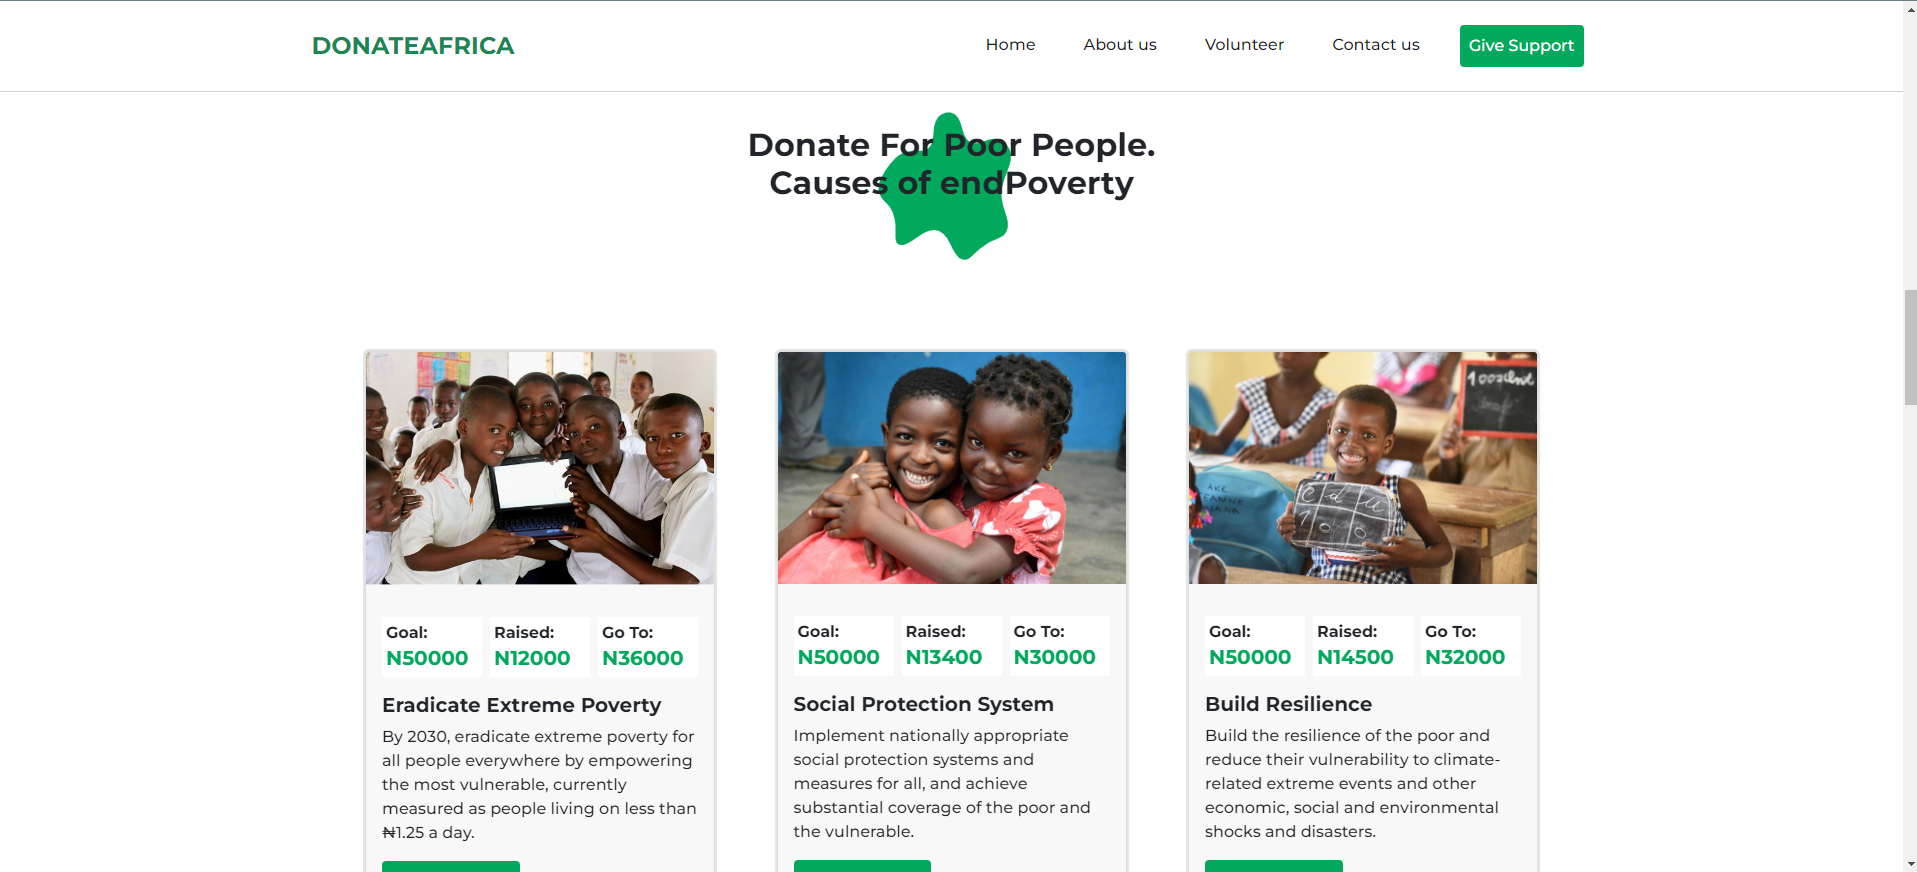 DONATEAFRICA
Home About us Volunteer Contact us Give Support
Donate For Poor People.
Causes of endPoverty
Goal: Raised: Go To:
N50000 N12000 N36000
Eradicate Extreme Poverty
By 2030, eradicate extreme poverty for
all people everywhere by empowering
the most vulnerable, currently
measured as people living on less than
₦1.25 a day.
Goal: Raised: Go To:
N50000 N13400 N30000
Social Protection System
Implement nationally appropriate
social protection systems and
measures for all, and achieve
substantial coverage of the poor and
the vulnerable.
edu
100
Goal: Raised: Go To:
N50000 N14500 N32000
Build Resilience
Build the resilience of the poor and
reduce their vulnerability to climate-
related extreme events and other
economic, social and environmental
shocks and disasters.